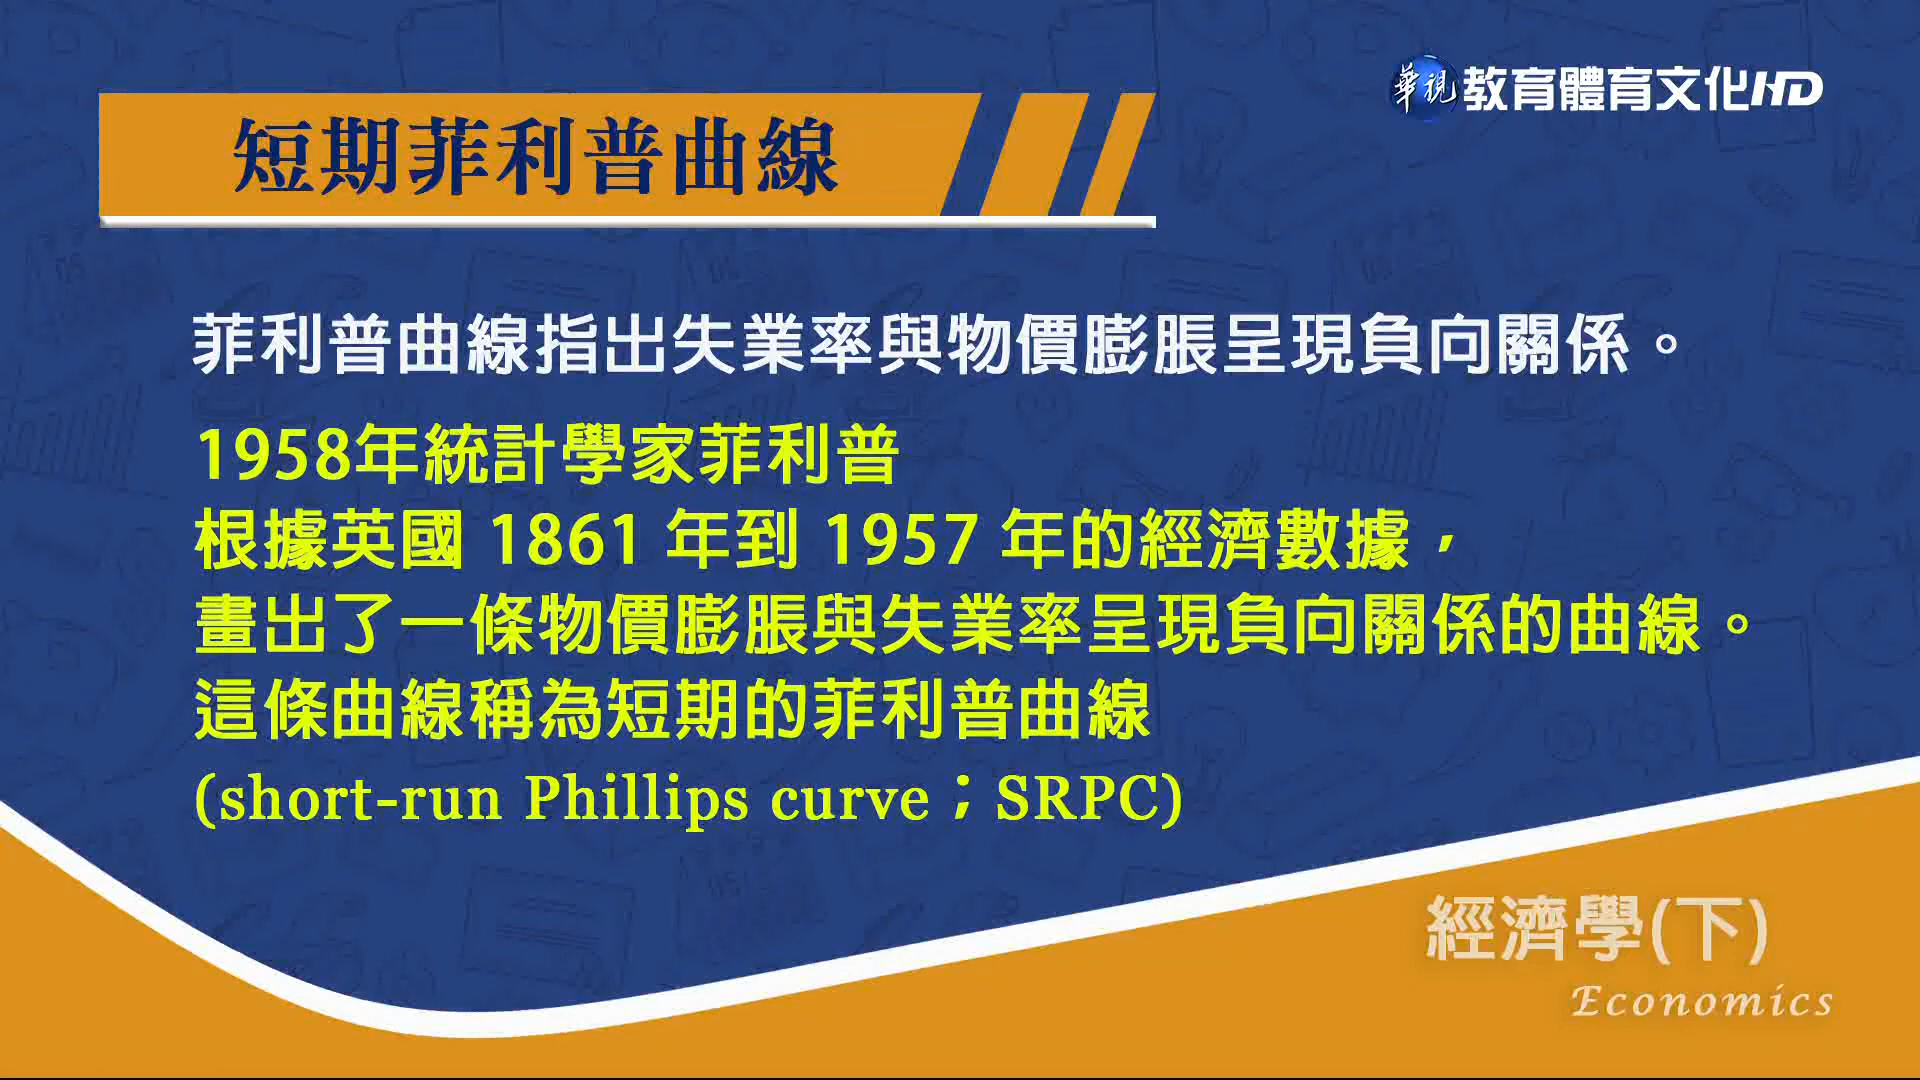 華視 教育體育文化HD
短期菲利普曲線
菲利普曲線指出失業率與物價膨脹呈現負向關係。
1958年統計學家菲利普
根據英國 1861 年到 1957 年的經濟數據，
畫出了一條物價膨脹與失業率呈現負向關係的曲線。
這條曲線稱為短期的菲利普曲線
(short-run Phillips curve；SRPC)
經濟學(下)
Economics